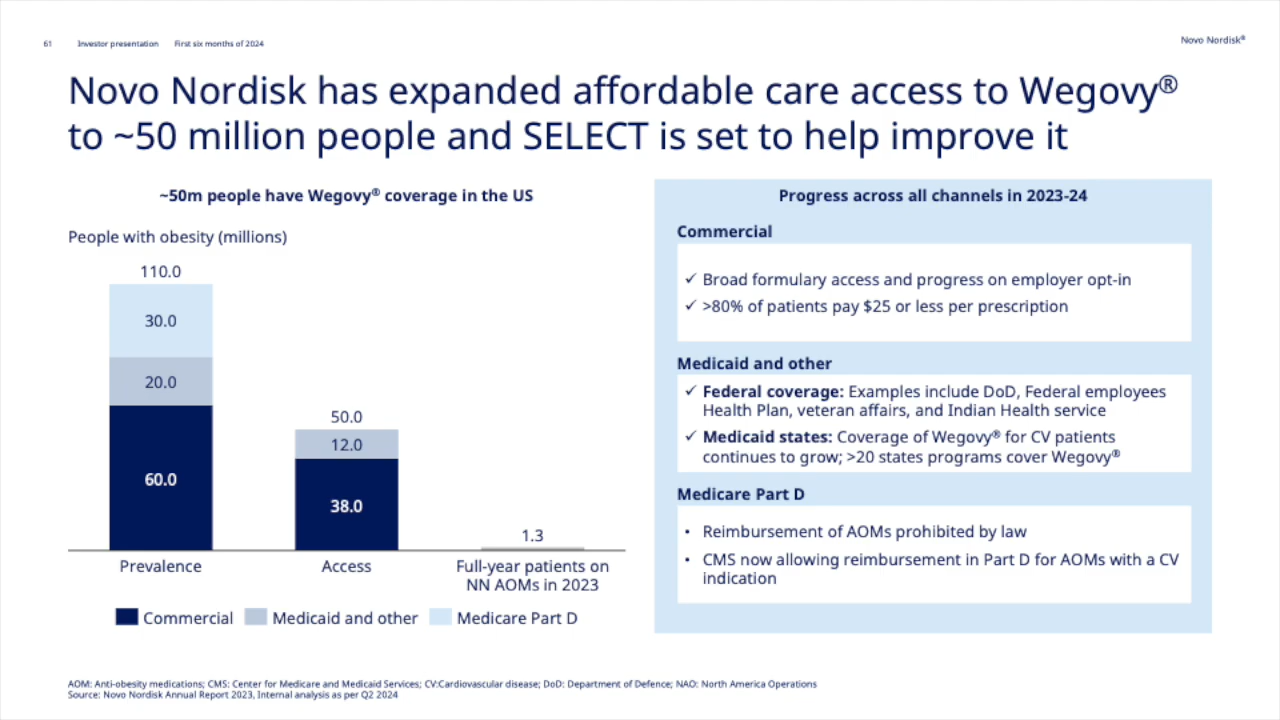 61 Investor presentation First six months of 2024
Novo Nordisk®
Novo Nordisk has expanded affordable care access to Wegovy®
to ~50 million people and SELECT is set to help improve it
~50m people have Wegovy® coverage in the US
People with obesity (millions)
110.0
30.0
20.0
60.0
50.0
12.0
38.0
1.3
Prevalence
Access
Full-year patients on
NN AOMs in 2023
Commercial
Medicaid and other
Medicare Part D
Progress across all channels in 2023-24
Commercial
✓ Broad formulary access and progress on employer opt-in
✓ >80% of patients pay $25 or less per prescription
Medicaid and other
✓ Federal coverage: Examples include DoD, Federal employees
Health Plan, veteran affairs, and Indian Health service
✓ Medicaid states: Coverage of Wegovy® for CV patients
continues to grow; >20 states programs cover Wegovy®
Medicare Part D
• Reimbursement of AOMs prohibited by law
• CMS now allowing reimbursement in Part D for AOMs with a CV
indication
AOM: Anti-obesity medications; CMS: Center for Medicare and Medicaid Services; CV:Cardiovascular disease; DoD: Department of Defence; NAO: North America Operations
Source: Novo Nordisk Annual Report 2023, Internal analysis as per Q2 2024